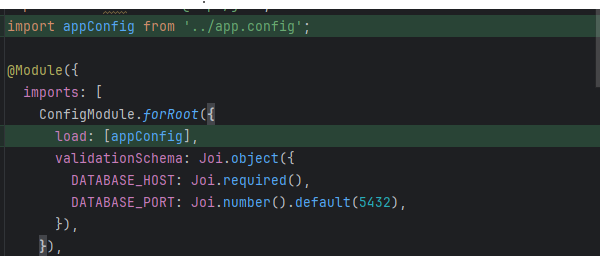 import appConfig from '../app.config';
@Module({
imports: [
ConfigModule.forRoot({
load: [appConfig],
validationSchema: Joi.object({
DATABASE_HOST: Joi.required(),
DATABASE_PORT: Joi.number().default(5432),
}),
}),